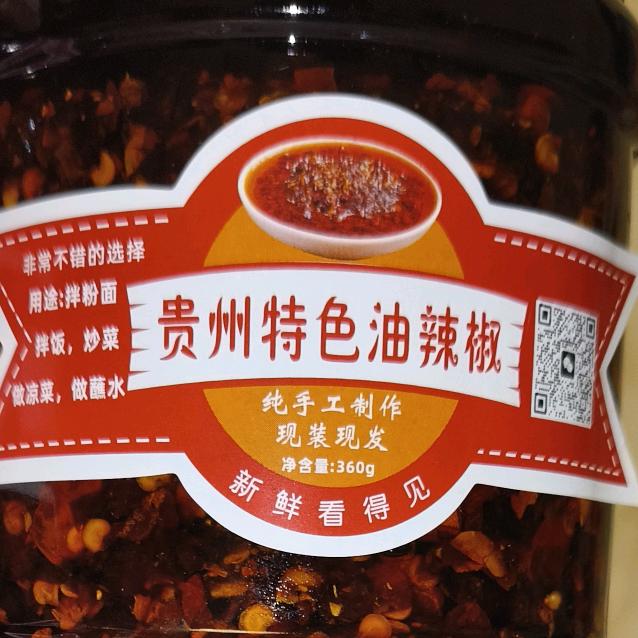 非常不错的选择
用途:拌粉面
拌饭，炒菜
做凉菜，做蘸水
贵州特色油辣椒
纯手工制作
现装现发
净含量:360g
新鲜看得见